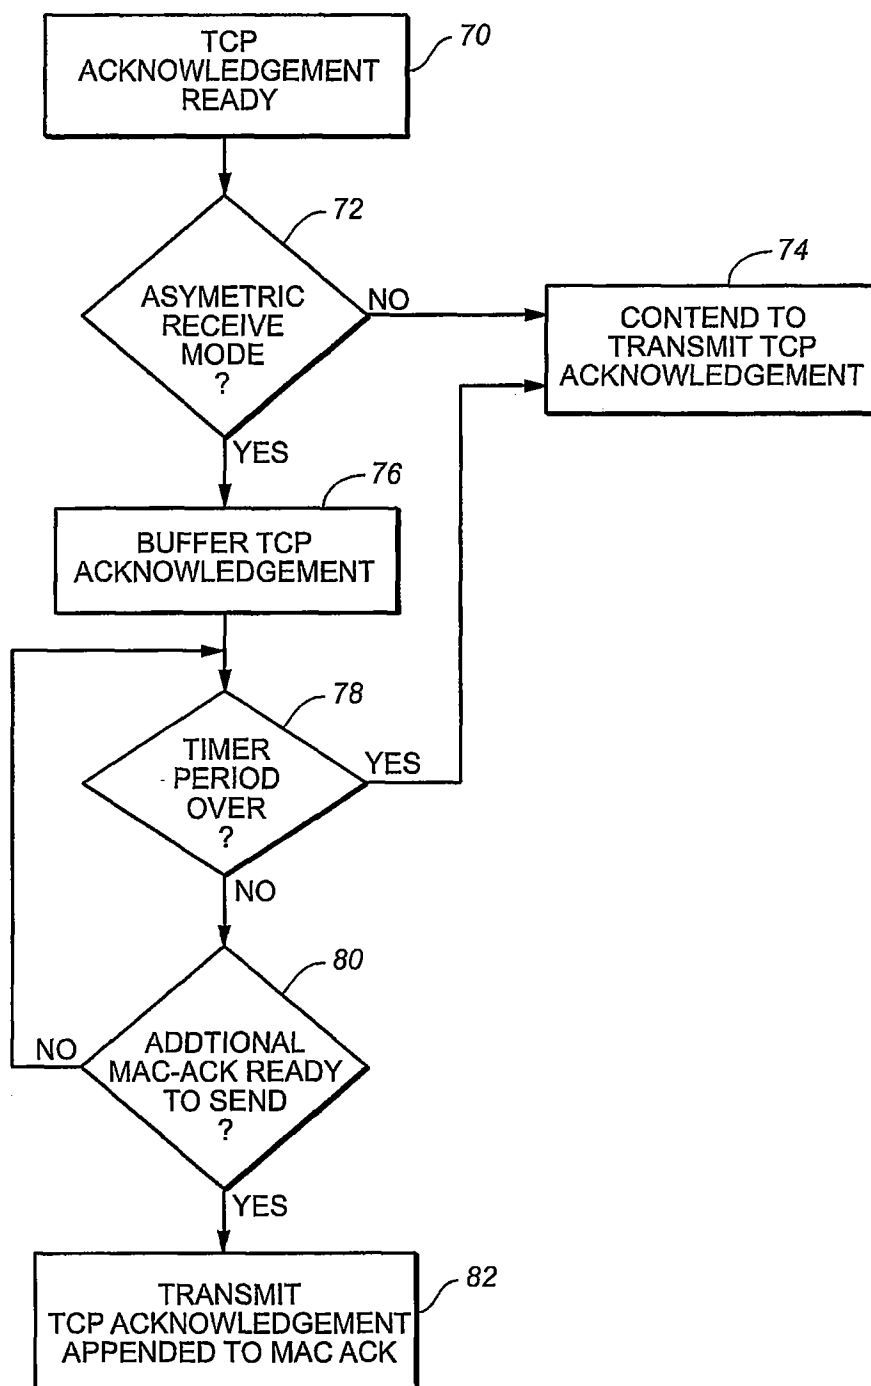 TCP
ACKNOWLEDGEMENT
READY
70
72
ASYMETRIC
RECEIVE
MODE
?
NO
74
CONTEND TO
TRANSMIT TCP
ACKNOWLEDGEMENT
YES
76
BUFFER TCP
ACKNOWLEDGEMENT
78
TIMER
PERIOD
OVER
?
YES
NO
80
NO
ADDTIONAL
MAC-ACK READY
TO SEND
?
YES
82
TRANSMIT
TCP ACKNOWLEDGEMENT
APPENDED TO MAC ACK